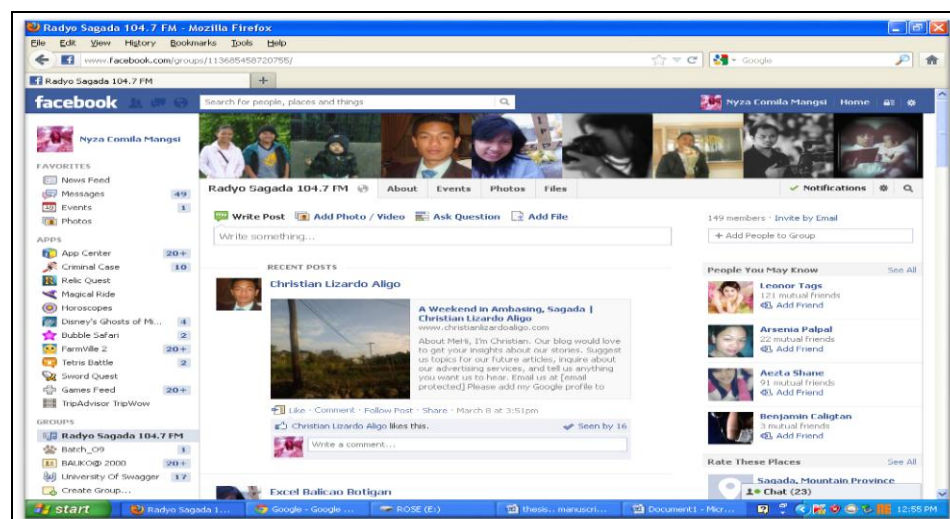 Radyo Sagada 104.7 FM - Mozilla Firefox
File Edit View History Bookmarks Tools Help
www.facebook.com/groups/113685458720755/
Google
Radyo Sagada 104.7 FM
facebook
Search for people, places and things
Nyza Comila Mangsi Home
Nyza Comila Mangsi
FAVORITES
News Feed
Messages 49
Events 1
Photos
APPS
App Center 20+
Criminal Case 10
Relic Quest
Magical Ride
Horoscopes
Disney's Ghosts of Mi... 4
Bubble Safari 2
FarmVille 2 20+
Tetris Battle 2
Sword Quest
Games Feed 20+
TripAdvisor TripWow
GROUPS
Radyo Sagada 104.7 FM
Batch_09 1
BAUKO@ 2000 20+
University Of Swagger 17
Create Group...
Radyo Sagada 104.7 FM About Events Photos Files
Notifications
Write Post Add Photo / Video Ask Question Add File
Write something...
RECENT POSTS
Christian Lizardo Aligo
A Weekend in Ambasing, Sagada |
Christian Lizardo Aligo
www.christianlizardoaligo.com
About MeHi, I'm Christian. Our blog would love
to get your insights about our stories. Suggest
us topics for our future articles, inquire about
our advertising services, and tell us anything
you want us to hear. Email us at [email
protected] Please add my Google profile to
Like · Comment · Follow Post · Share · March 8 at 3:51pm
Christian Lizardo Aligo likes this.
Seen by 16
Write a comment...
Excel Balicao Botigan
149 members · Invite by Email
+ Add People to Group
People You May Know See All
Leonor Tags
121 mutual friends
Add Friend
Arsenia Palpal
22 mutual friends
Add Friend
Aezta Shane
91 mutual friends
Add Friend
Benjamin Caligtan
3 mutual friends
Add Friend
Rate These Places See All
Sagada, Mountain Province
Chat (23)
start
Radyo Sagada 1...
Google - Google ...
ROSE (E:)
thesis.. manuscri...
Document1 - Micr...
12:55 PM